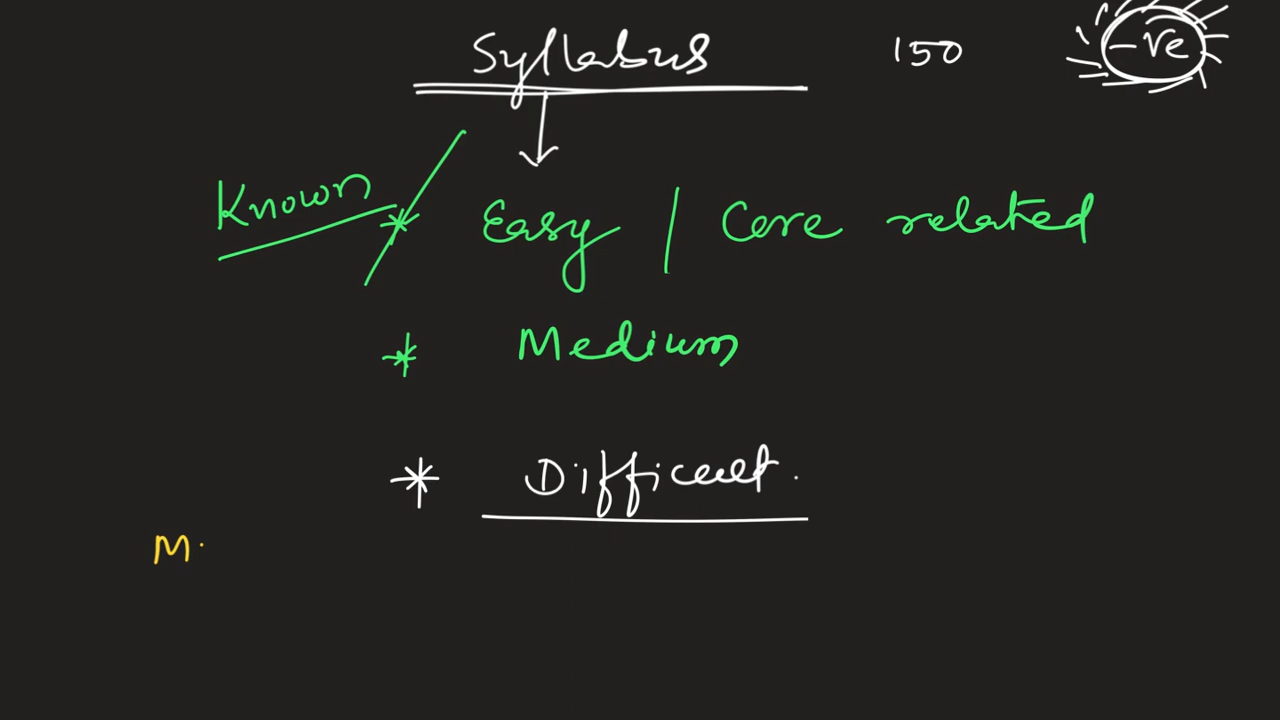 Syllabus 150 -ve
Known * Easy / Core related
* Medium
* Difficult.
M.